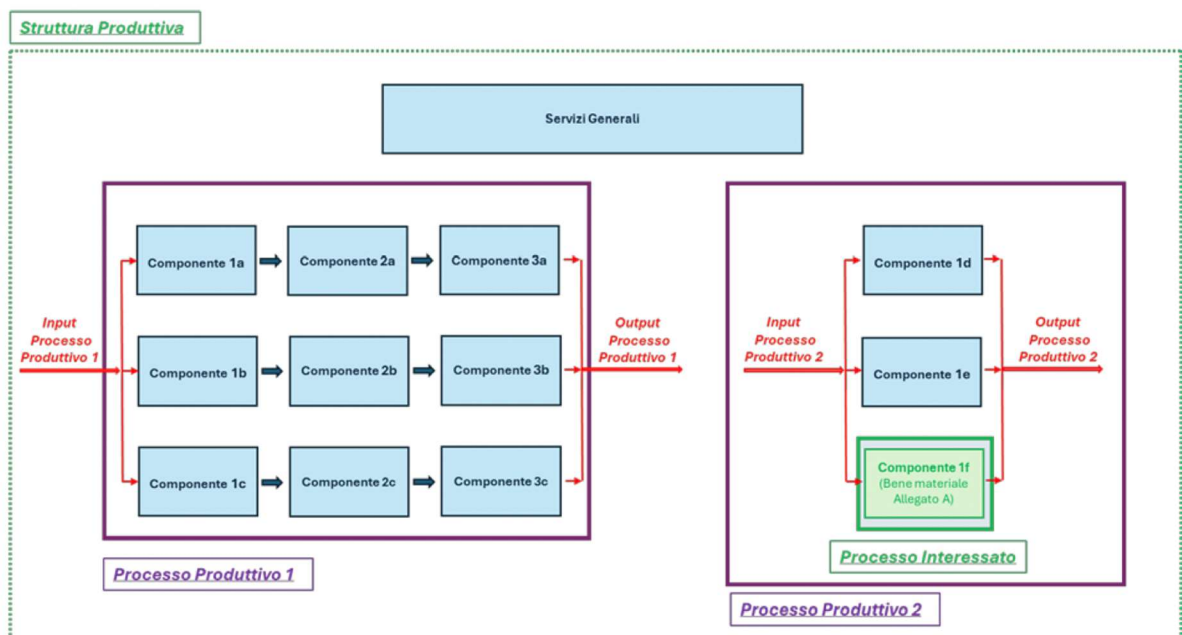 Struttura Produttiva
Servizi Generali
Componente 1a
Componente 2a
Componente 3a
Input
Processo
Produttivo 1
Componente 1b
Componente 2b
Componente 3b
Output
Processo
Produttivo 1
Componente 1c
Componente 2c
Componente 3c
Processo Produttivo 1
Componente 1d
Input
Processo
Produttivo 2
Componente 1e
Output
Processo
Produttivo 2
Componente 1f
(Bene materiale
Allegato A)
Processo Interessato
Processo Produttivo 2